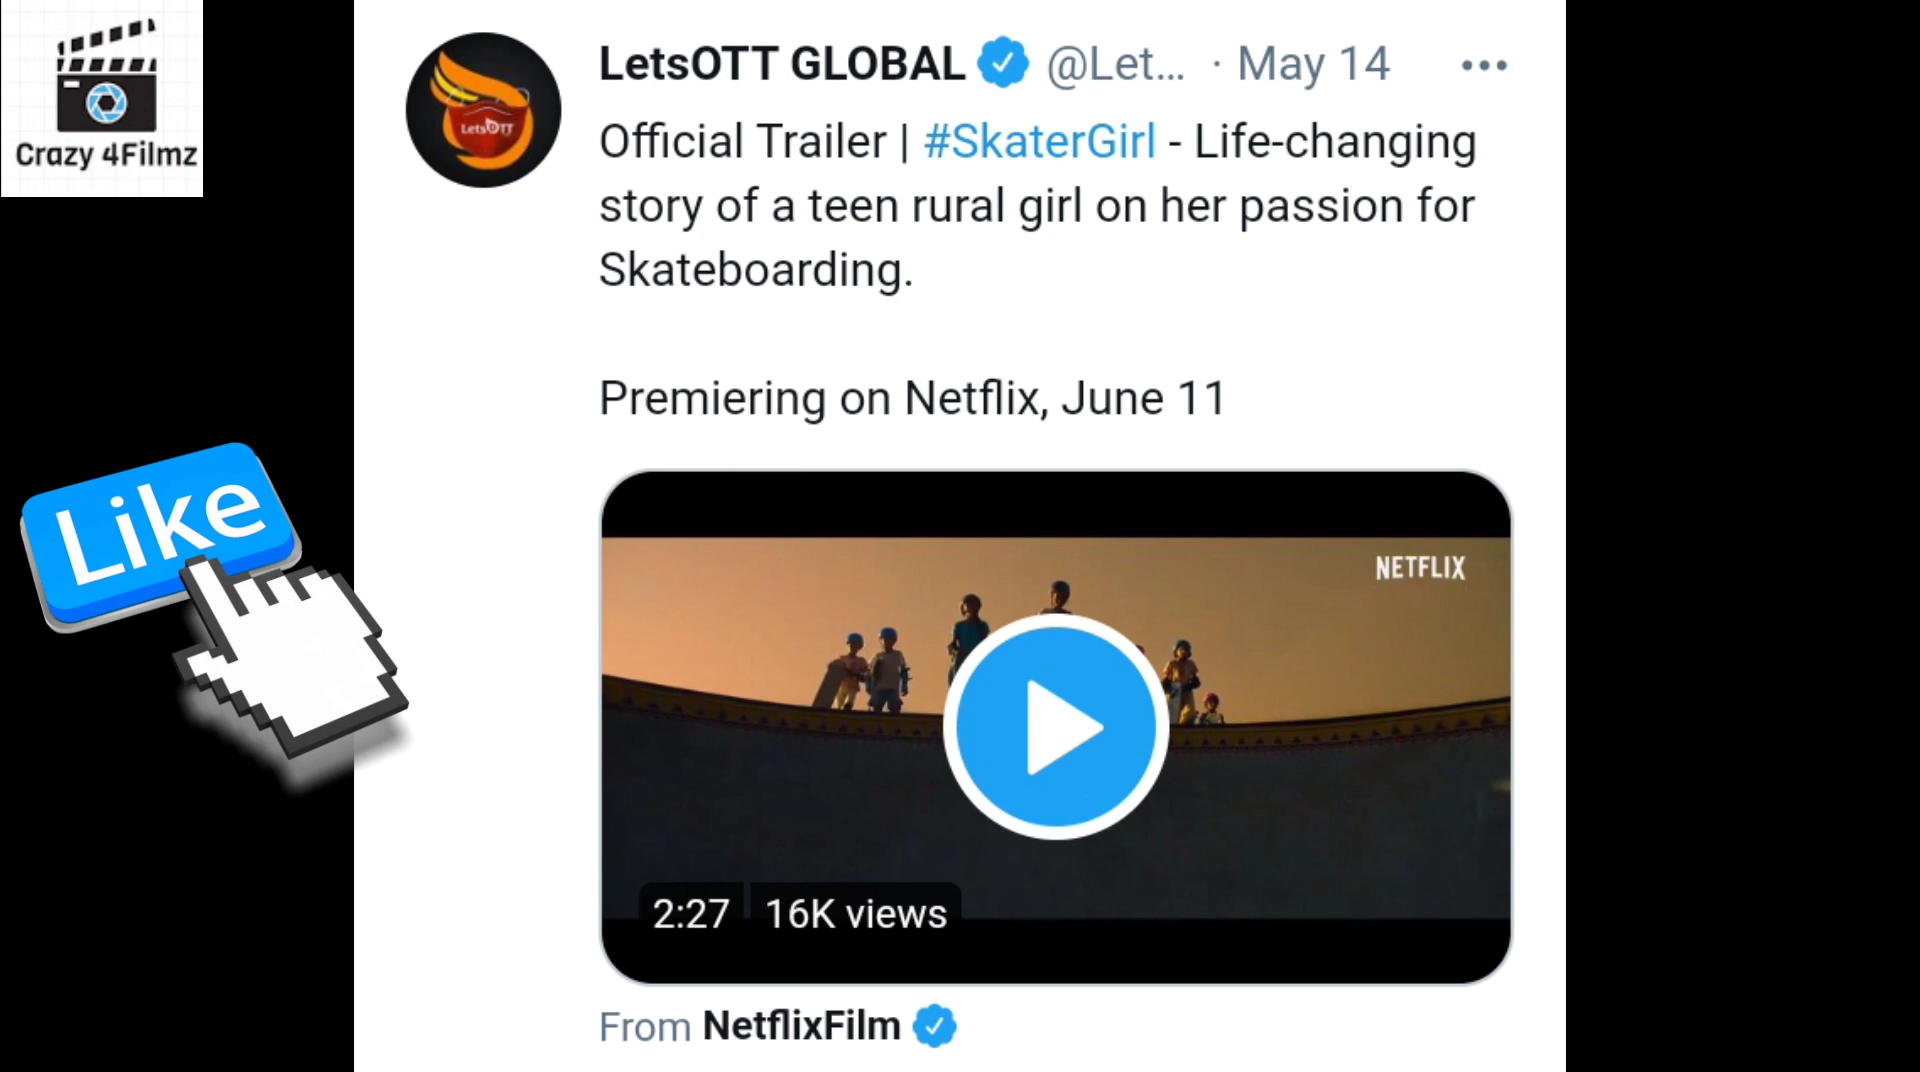 Crazy 4Filmz
LetsOTT GLOBAL @Let... · May 14
LetsOTT
Official Trailer | #SkaterGirl - Life-changing
story of a teen rural girl on her passion for
Skateboarding.
Premiering on Netflix, June 11
Like
NETFLIX
2:27 16K views
From NetflixFilm